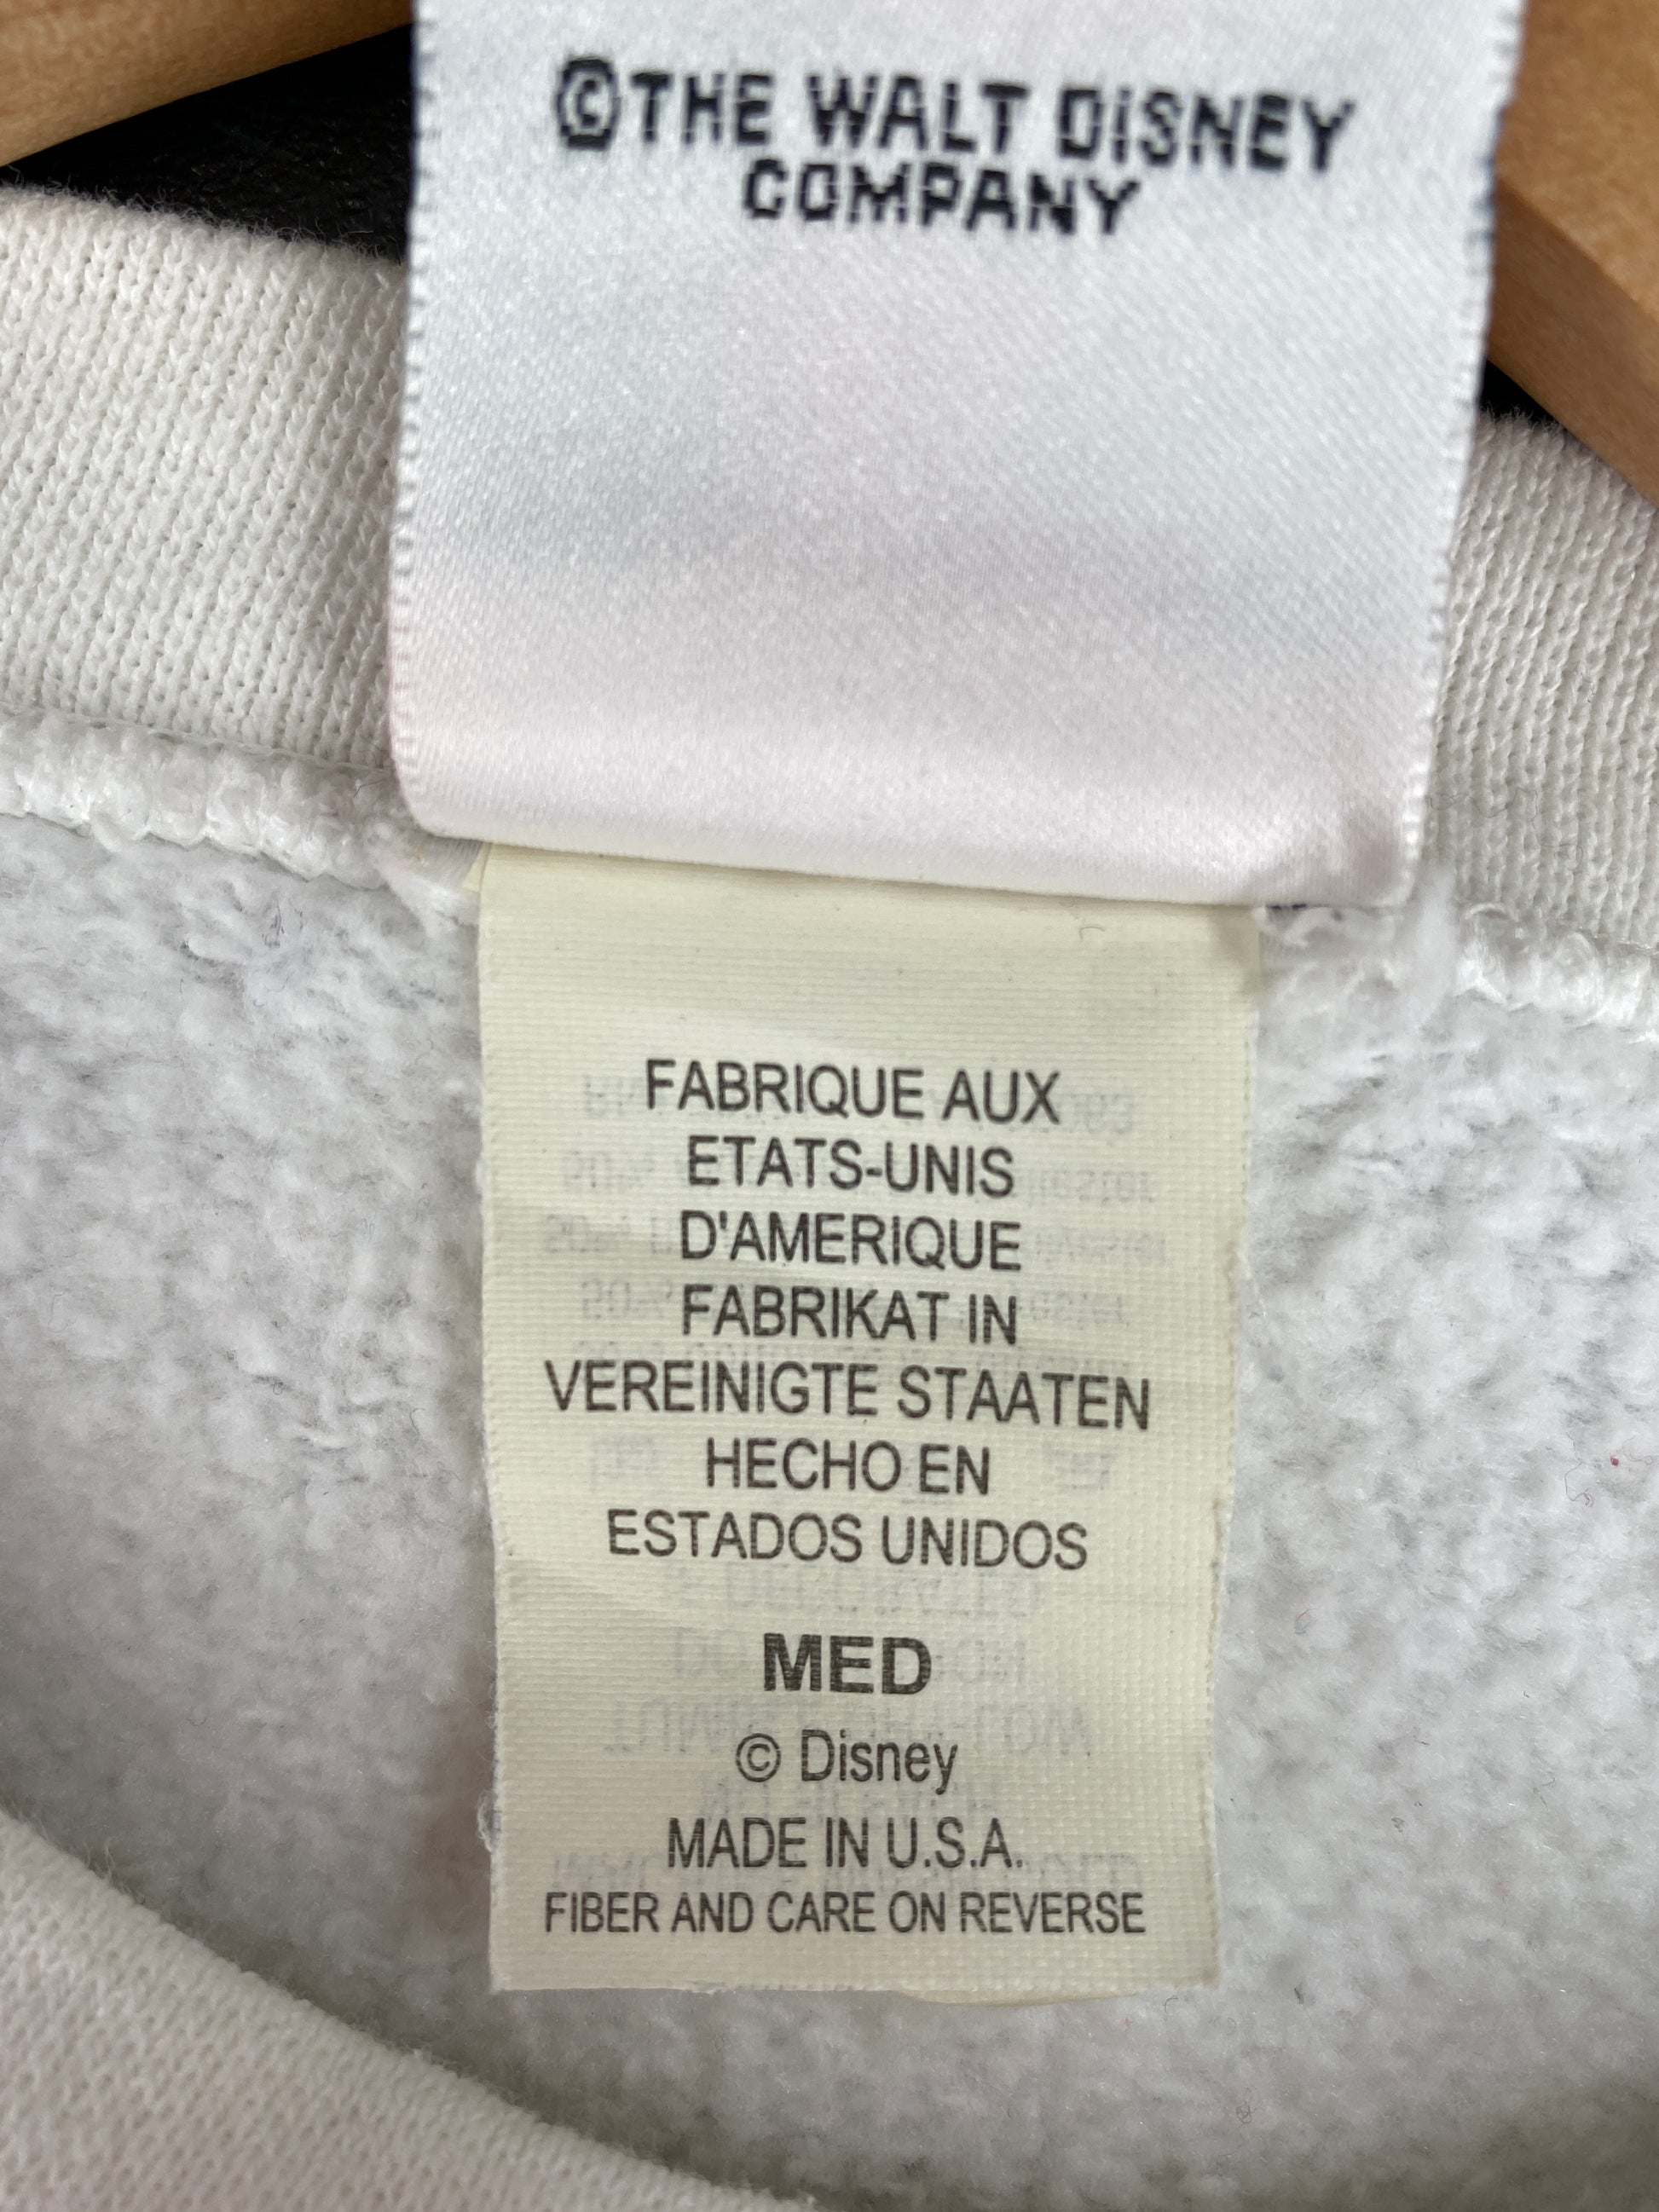 ©THE WALT DISNEY
COMPANY
FABRIQUE AUX
ETATS-UNIS
D'AMERIQUE
FABRIKAT IN
VEREINIGTE STAATEN
HECHO EN
ESTADOS UNIDOS
MED
© Disney
MADE IN U.S.A.
FIBER AND CARE ON REVERSE